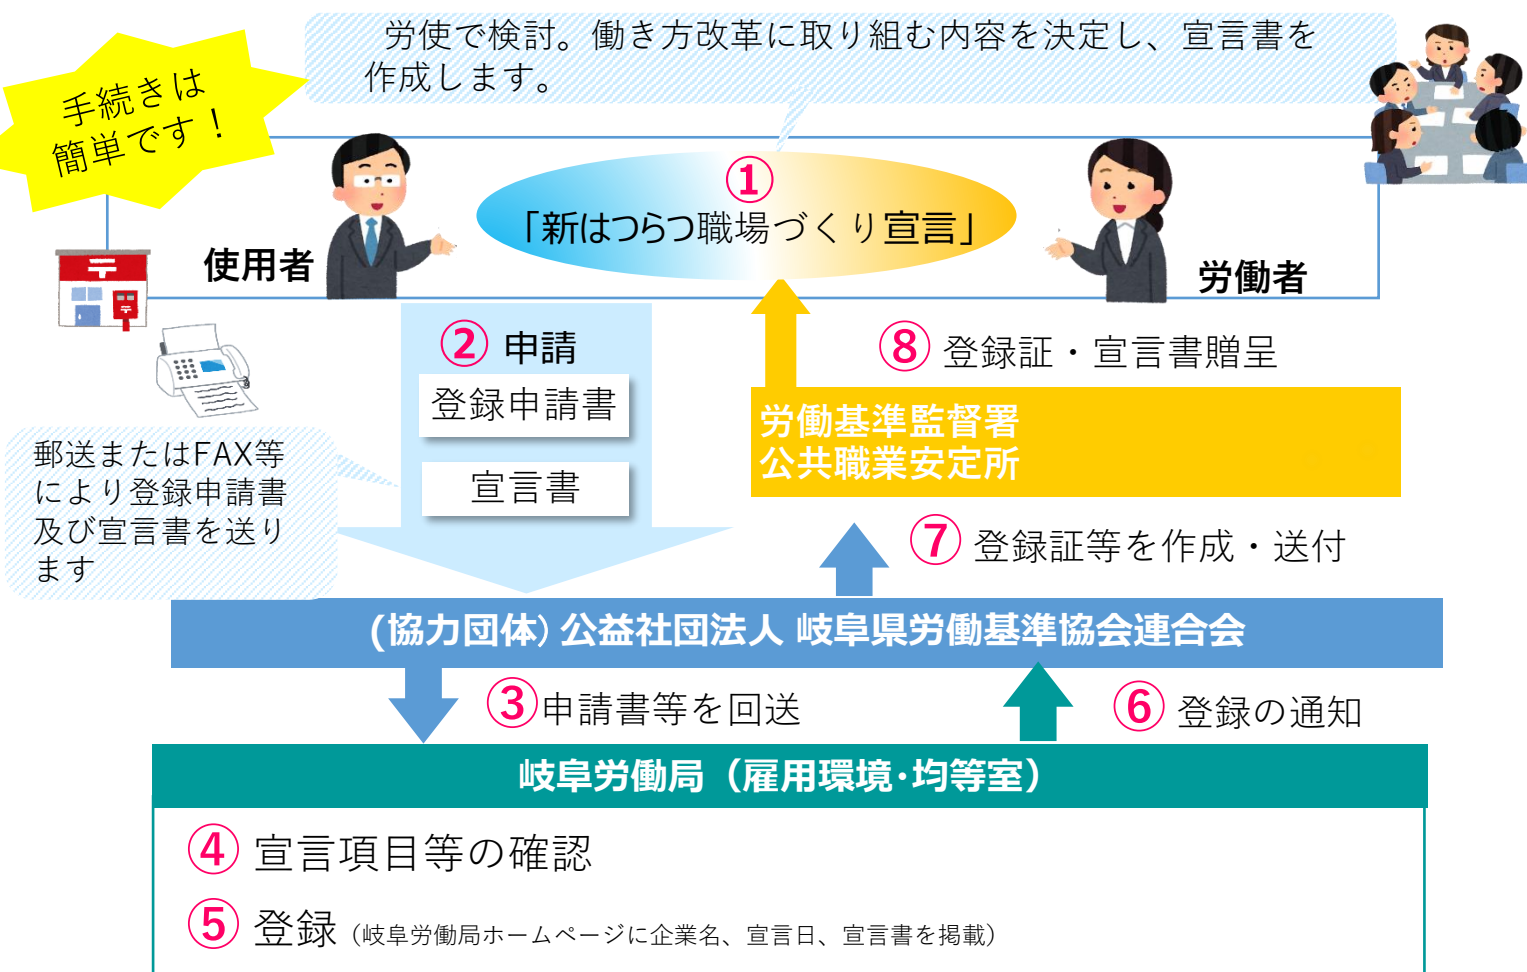 労使で検討。働き方改革に取り組む内容を決定し、宣言書を
作成します。
手続きは
簡単です！
①
「新はつらつ職場づくり宣言」
使用者
労働者
〒
② 申請
登録申請書
宣言書
⑧ 登録証・宣言書贈呈
労働基準監督署
公共職業安定所
郵送またはFAX等
により登録申請書
及び宣言書を送り
ます
⑦ 登録証等を作成・送付
(協力団体) 公益社団法人 岐阜県労働基準協会連合会
③申請書等を回送
⑥ 登録の通知
岐阜労働局（雇用環境･均等室）
④ 宣言項目等の確認
⑤ 登録（岐阜労働局ホームページに企業名、宣言日、宣言書を掲載）